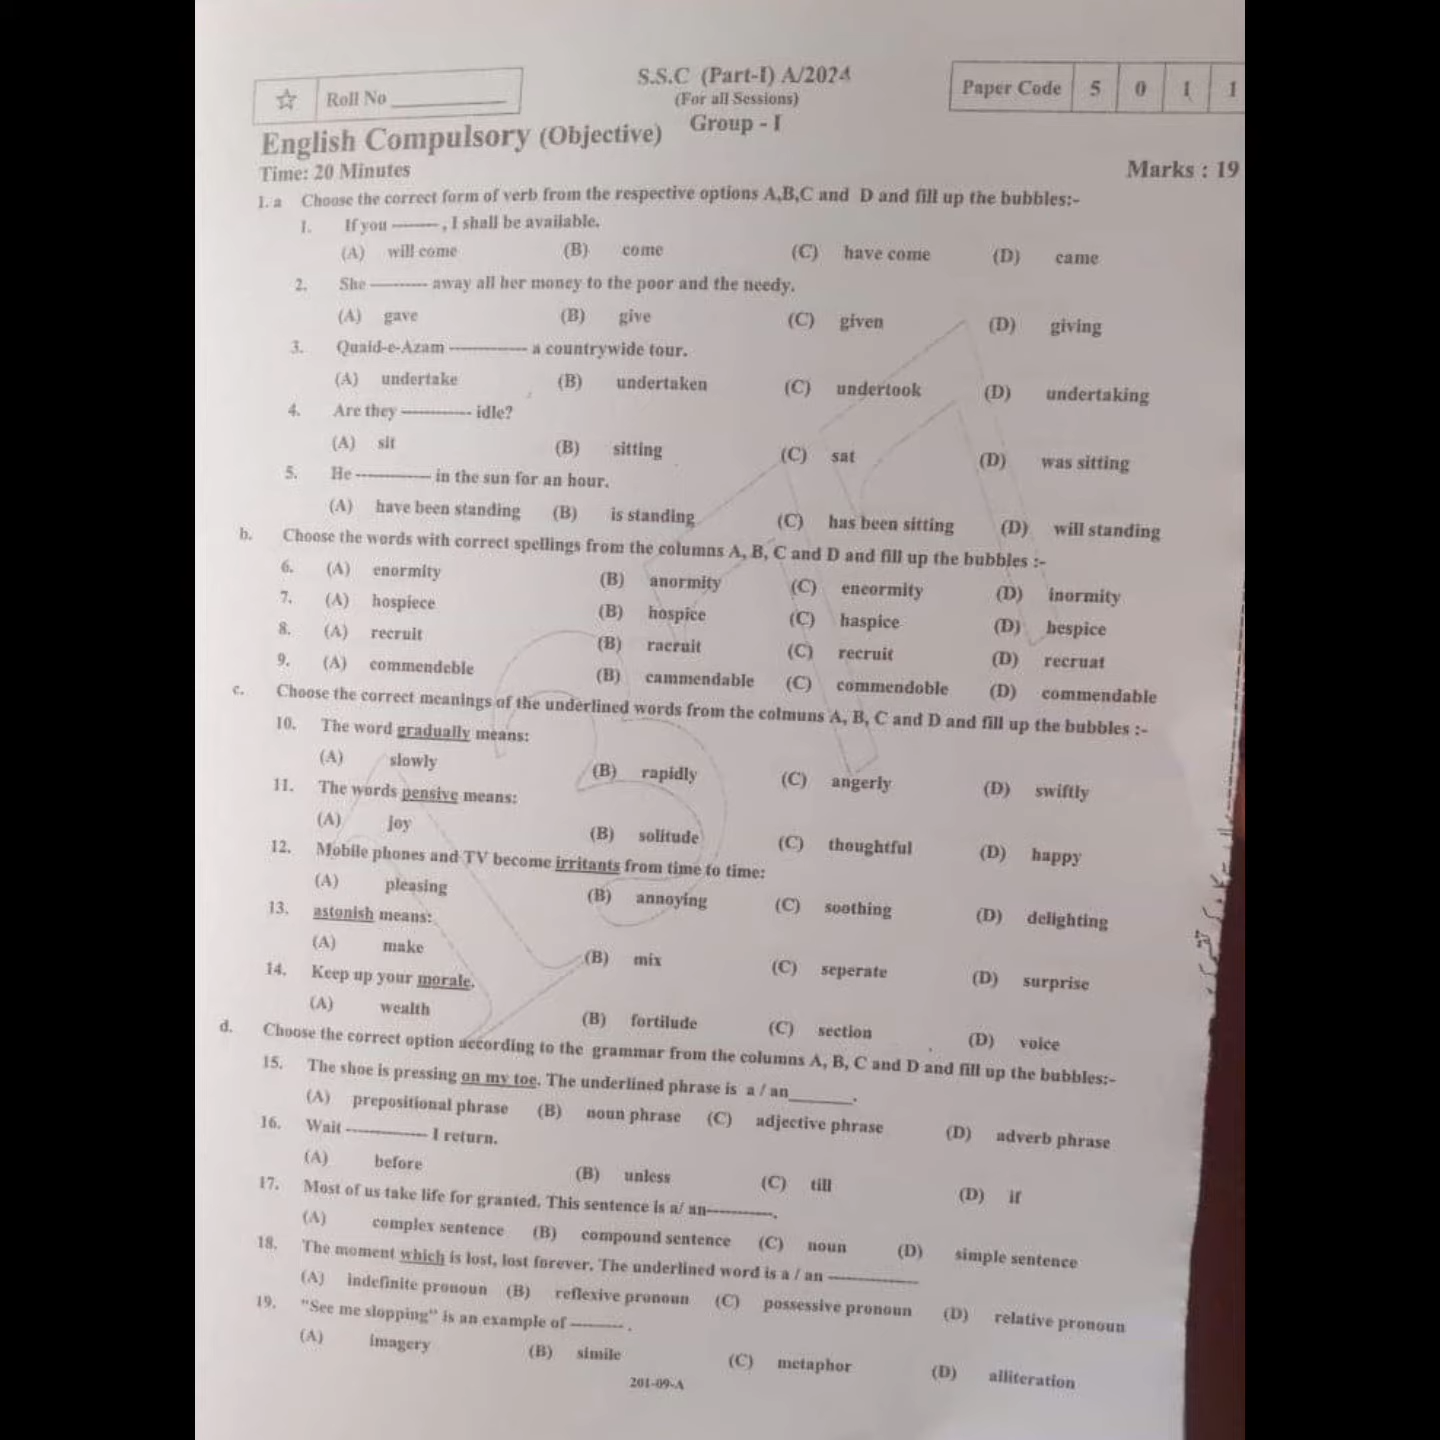 ☆ Roll No
S.S.C (Part-I) A/2024
(For all Sessions)
Group - I
Paper Code 5 0 1 1
English Compulsory (Objective)
Time: 20 Minutes
Marks : 19
1. a Choose the correct form of verb from the respective options A,B,C and D and fill up the bubbles:-
1. If you --------- , I shall be available.
(A) will come (B) come (C) have come (D) came
2. She ---------- away all her money to the poor and the needy.
(A) gave (B) give (C) given (D) giving
3. Quaid-e-Azam ------------- a countrywide tour.
(A) undertake (B) undertaken (C) undertook (D) undertaking
4. Are they ------------ idle?
(A) sit (B) sitting (C) sat (D) was sitting
5. He ------------- in the sun for an hour.
(A) have been standing (B) is standing (C) has been sitting (D) will standing
b. Choose the words with correct spellings from the columns A, B, C and D and fill up the bubbles :-
6. (A) enormity (B) anormity (C) eneormity (D) inormity
7. (A) hospiece (B) hospice (C) haspice (D) hespice
8. (A) recruit (B) racruit (C) recruit (D) recruat
9. (A) commendeble (B) cammendable (C) commendoble (D) commendable
c. Choose the correct meanings of the underlined words from the colmuns A, B, C and D and fill up the bubbles :-
10. The word gradually means:
(A) slowly (B) rapidly (C) angerly (D) swiftly
11. The words pensive means:
(A) joy (B) solitude (C) thoughtful (D) happy
12. Mobile phones and TV become irritants from time to time:
(A) pleasing (B) annoying (C) soothing (D) delighting
13. astonish means:
(A) make (B) mix (C) seperate (D) surprise
14. Keep up your morale.
(A) wealth (B) fortilude (C) section (D) voice
d. Choose the correct option according to the grammar from the columns A, B, C and D and fill up the bubbles:-
15. The shoe is pressing on my toe. The underlined phrase is a / an_______.
(A) prepositional phrase (B) noun phrase (C) adjective phrase (D) adverb phrase
16. Wait -------------- I return.
(A) before (B) unless (C) till (D) if
17. Most of us take life for granted. This sentence is a/ an-----------.
(A) complex sentence (B) compound sentence (C) noun (D) simple sentence
18. The moment which is lost, lost forever. The underlined word is a / an ---------------
(A) indefinite pronoun (B) reflexive pronoun (C) possessive pronoun (D) relative pronoun
19. "See me slopping" is an example of --------- .
(A) imagery (B) simile (C) metaphor (D) alliteration
201-09-A